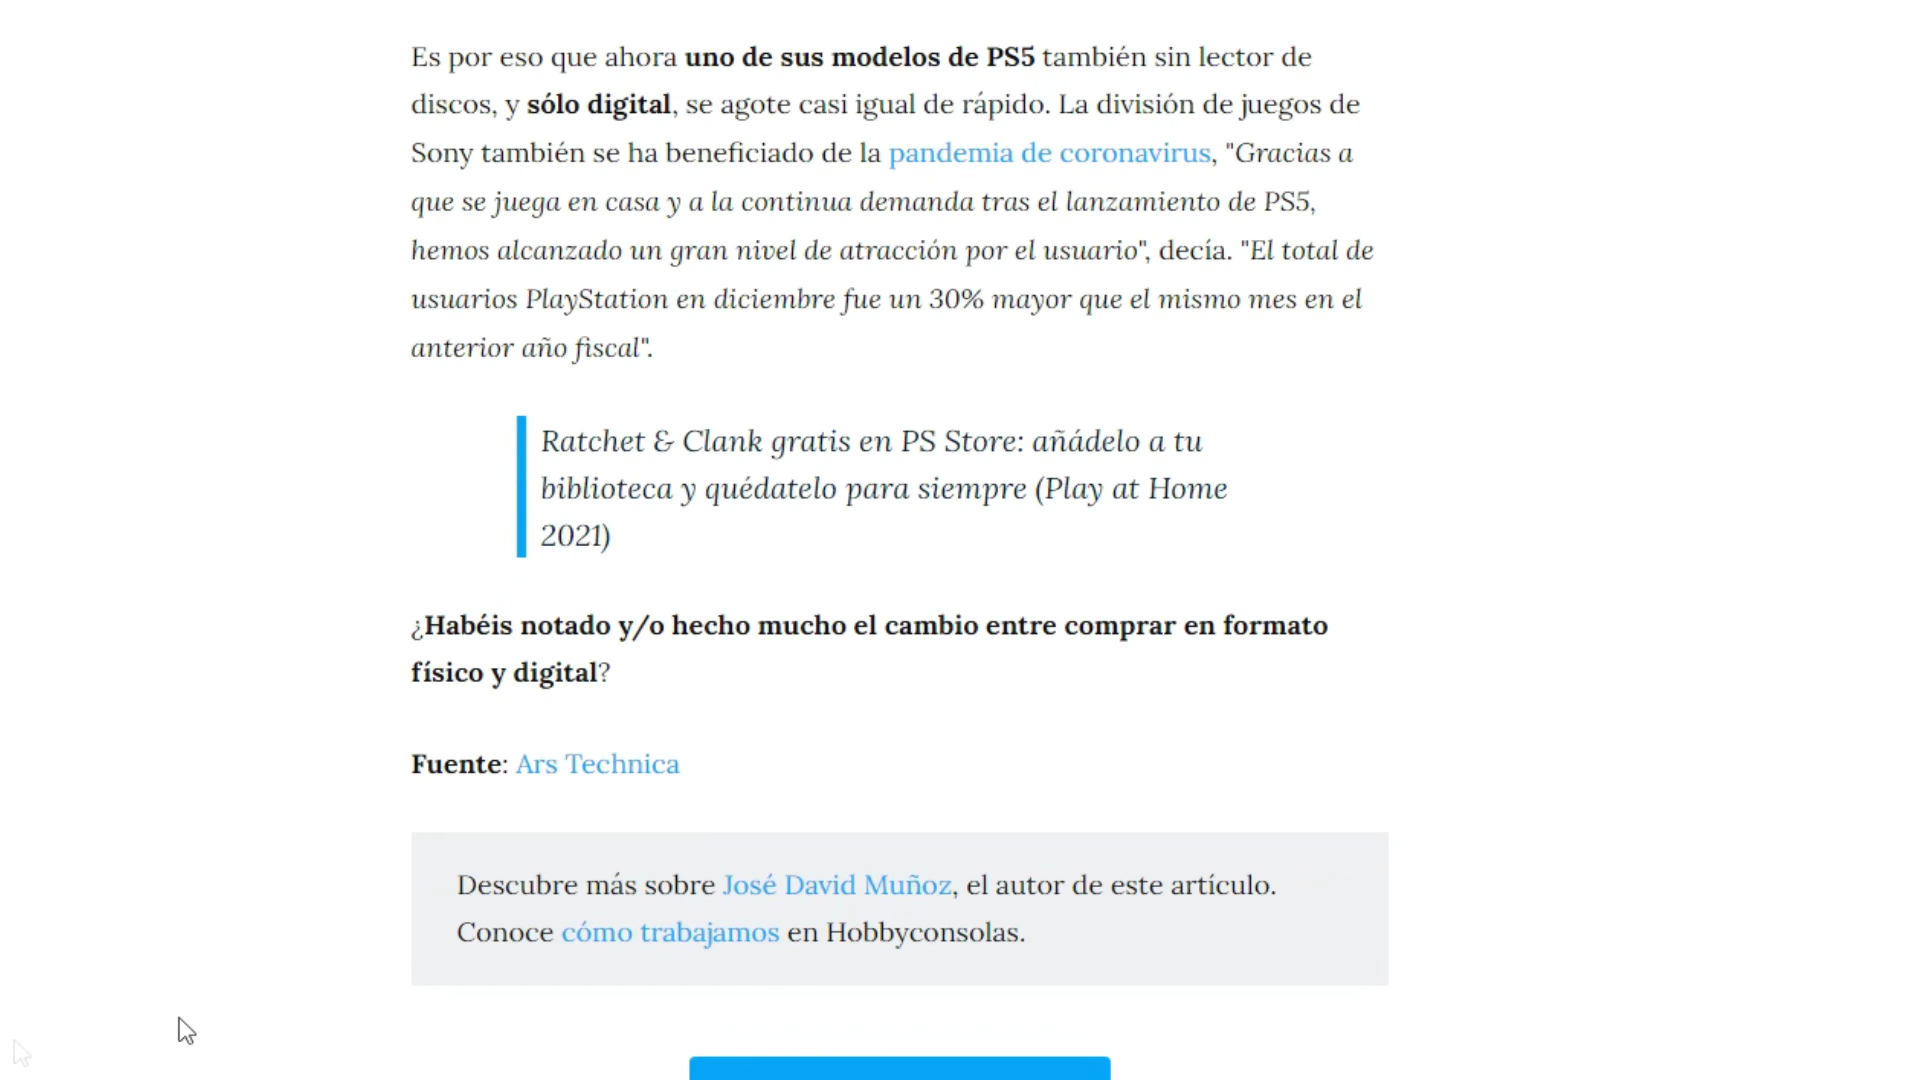 Es por eso que ahora uno de sus modelos de PS5 también sin lector de
discos, y sólo digital, se agote casi igual de rápido. La división de juegos de
Sony también se ha beneficiado de la pandemia de coronavirus, "Gracias a
que se juega en casa y a la continua demanda tras el lanzamiento de PS5,
hemos alcanzado un gran nivel de atracción por el usuario", decía. "El total de
usuarios PlayStation en diciembre fue un 30% mayor que el mismo mes en el
anterior año fiscal".
Ratchet & Clank gratis en PS Store: añádelo a tu
biblioteca y quédatelo para siempre (Play at Home
2021)
¿Habéis notado y/o hecho mucho el cambio entre comprar en formato
físico y digital?
Fuente: Ars Technica
Descubre más sobre José David Muñoz, el autor de este artículo.
Conoce cómo trabajamos en Hobbyconsolas.